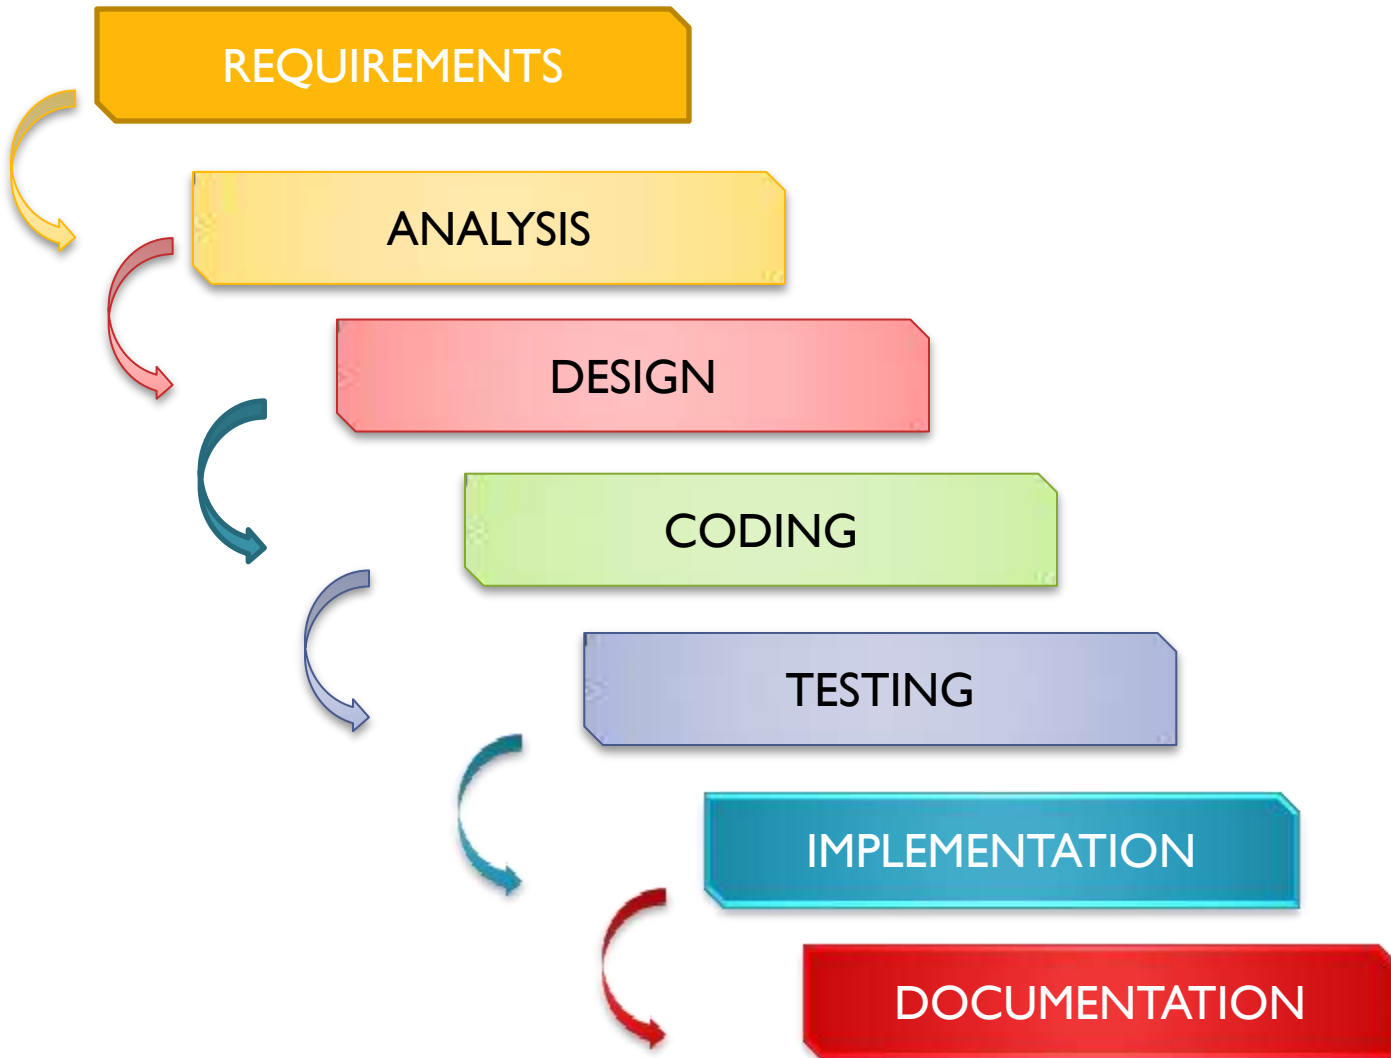 REQUIREMENTS
ANALYSIS
DESIGN
CODING
TESTING
IMPLEMENTATION
DOCUMENTATION